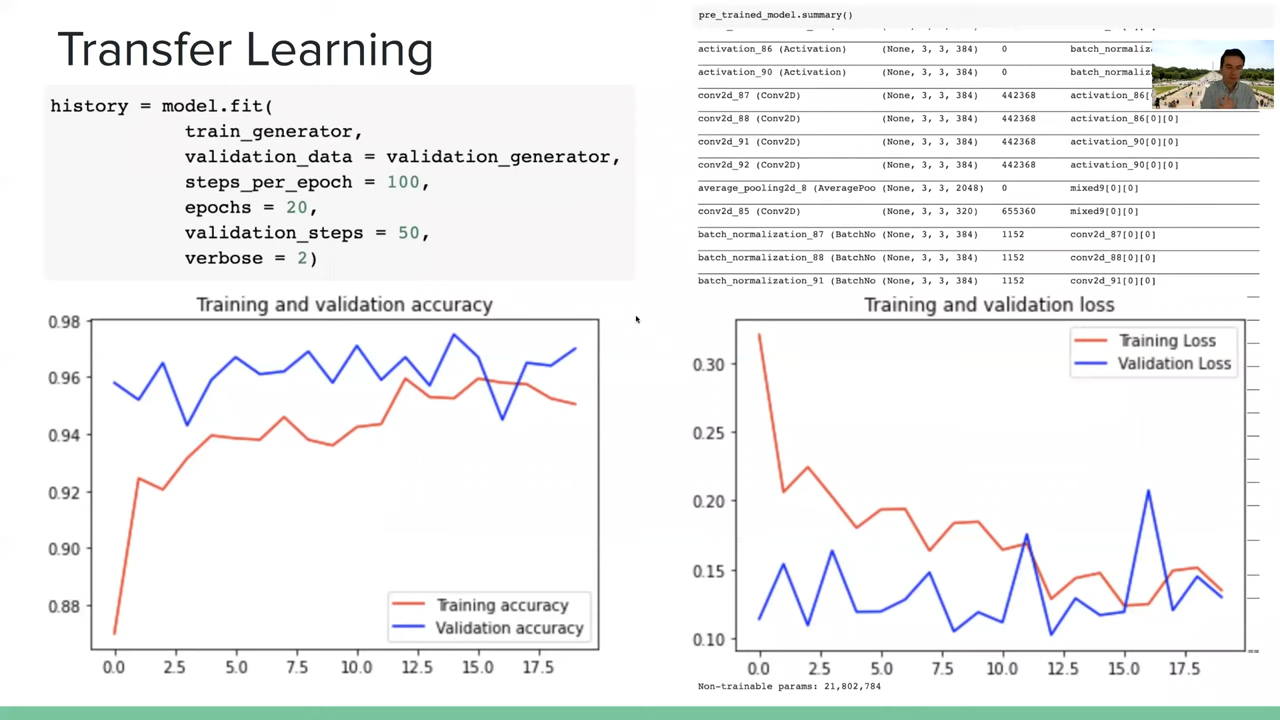 Transfer Learning
history = model.fit(
train_generator,
validation_data = validation_generator,
steps_per_epoch = 100,
epochs = 20,
validation_steps = 50,
verbose = 2)
pre_trained_model.summary()
activation_86 (Activation) (None, 3, 3, 384) 0 batch_normaliz
activation_90 (Activation) (None, 3, 3, 384) 0 batch_normaliz
conv2d_87 (Conv2D) (None, 3, 3, 384) 442368 activation_86[
conv2d_88 (Conv2D) (None, 3, 3, 384) 442368 activation_86[0][0]
conv2d_91 (Conv2D) (None, 3, 3, 384) 442368 activation_90[0][0]
conv2d_92 (Conv2D) (None, 3, 3, 384) 442368 activation_90[0][0]
average_pooling2d_8 (AveragePoo (None, 3, 3, 2048) 0 mixed9[0][0]
conv2d_85 (Conv2D) (None, 3, 3, 320) 655360 mixed9[0][0]
batch_normalization_87 (BatchNo (None, 3, 3, 384) 1152 conv2d_87[0][0]
batch_normalization_88 (BatchNo (None, 3, 3, 384) 1152 conv2d_88[0][0]
batch_normalization_91 (BatchNo (None, 3, 3, 384) 1152 conv2d_91[0][0]
Training and validation accuracy
0.98
0.96
0.94
0.92
0.90
0.88
Training accuracy
Validation accuracy
0.0 2.5 5.0 7.5 10.0 12.5 15.0 17.5
Training and validation loss
Training Loss
Validation Loss
0.30
0.25
0.20
0.15
0.10
0.0 2.5 5.0 7.5 10.0 12.5 15.0 17.5
Non-trainable params: 21,802,784